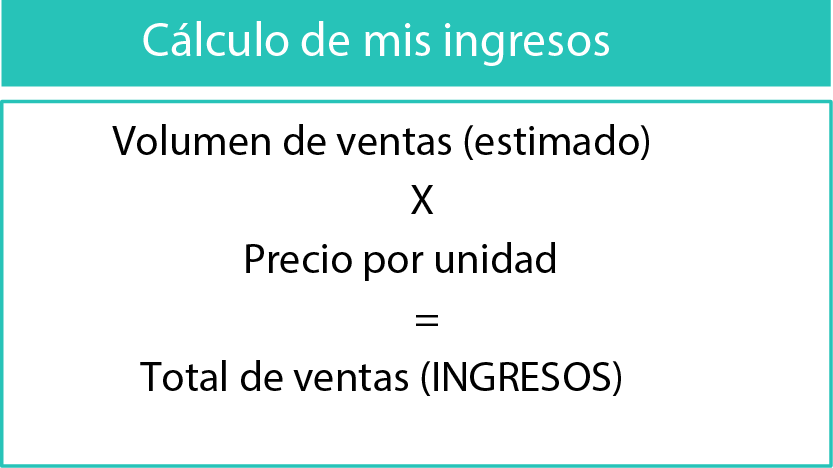 Cálculo de mis ingresos
Volumen de ventas (estimado)
X
Precio por unidad
=
Total de ventas (INGRESOS)